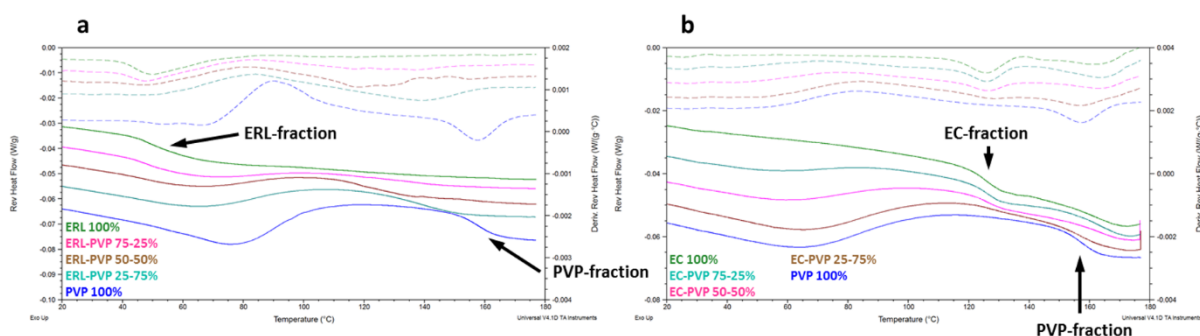 a
0.00
-0.01
-0.02
-0.03
-0.04
-0.05
-0.06
-0.07
-0.08
-0.09
-0.10
Rev Heat Flow (W/g)
ERL-fraction
PVP-fraction
ERL 100%
ERL-PVP 75-25%
ERL-PVP 50-50%
ERL-PVP 25-75%
PVP 100%
0.002
0.001
0.000
-0.001
-0.002
-0.003
-0.004
Deriv. Rev Heat Flow (W/(g·°C))
20 40 60 80 100 120 140 160 180
Exo Up
Temperature (°C)
Universal V4.1D TA Instruments
b
0.00
-0.02
-0.04
-0.06
-0.08
Rev Heat Flow (W/g)
EC-fraction
EC 100% EC-PVP 25-75%
EC-PVP 75-25% PVP 100%
EC-PVP 50-50%
0.004
0.002
0.000
-0.002
-0.004
Deriv. Rev Heat Flow (W/(g·°C))
20 40 60 80 100 120 140 160 180
Exo Up
Temperature (°C)
Universal V4.1D TA Instruments
PVP-fraction